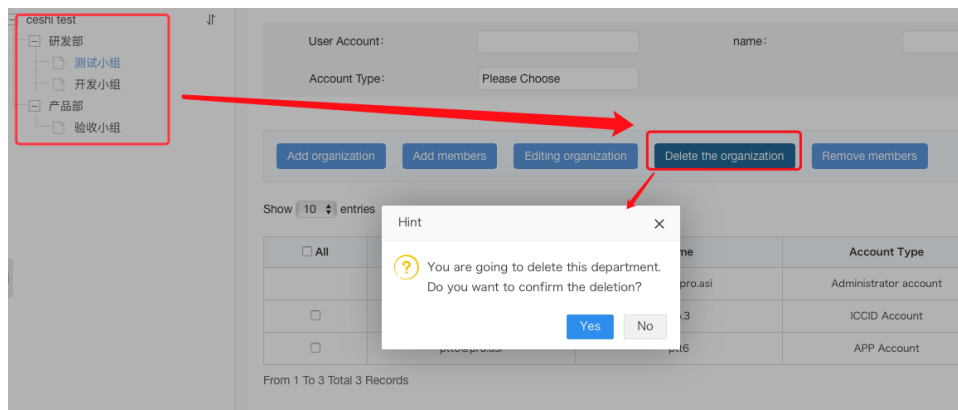 ceshi test
研发部
测试小组
开发小组
产品部
验收小组
User Account:
name:
Account Type:
Please Choose
Add organization
Add members
Editing organization
Delete the organization
Remove members
Show 10 entries
Hint
You are going to delete this department.
Do you want to confirm the deletion?
Yes
No
All
me
Account Type
pro.asi
Administrator account
.3
ICCID Account
ptt6@pro.asi
ptt6
APP Account
From 1 To 3 Total 3 Records